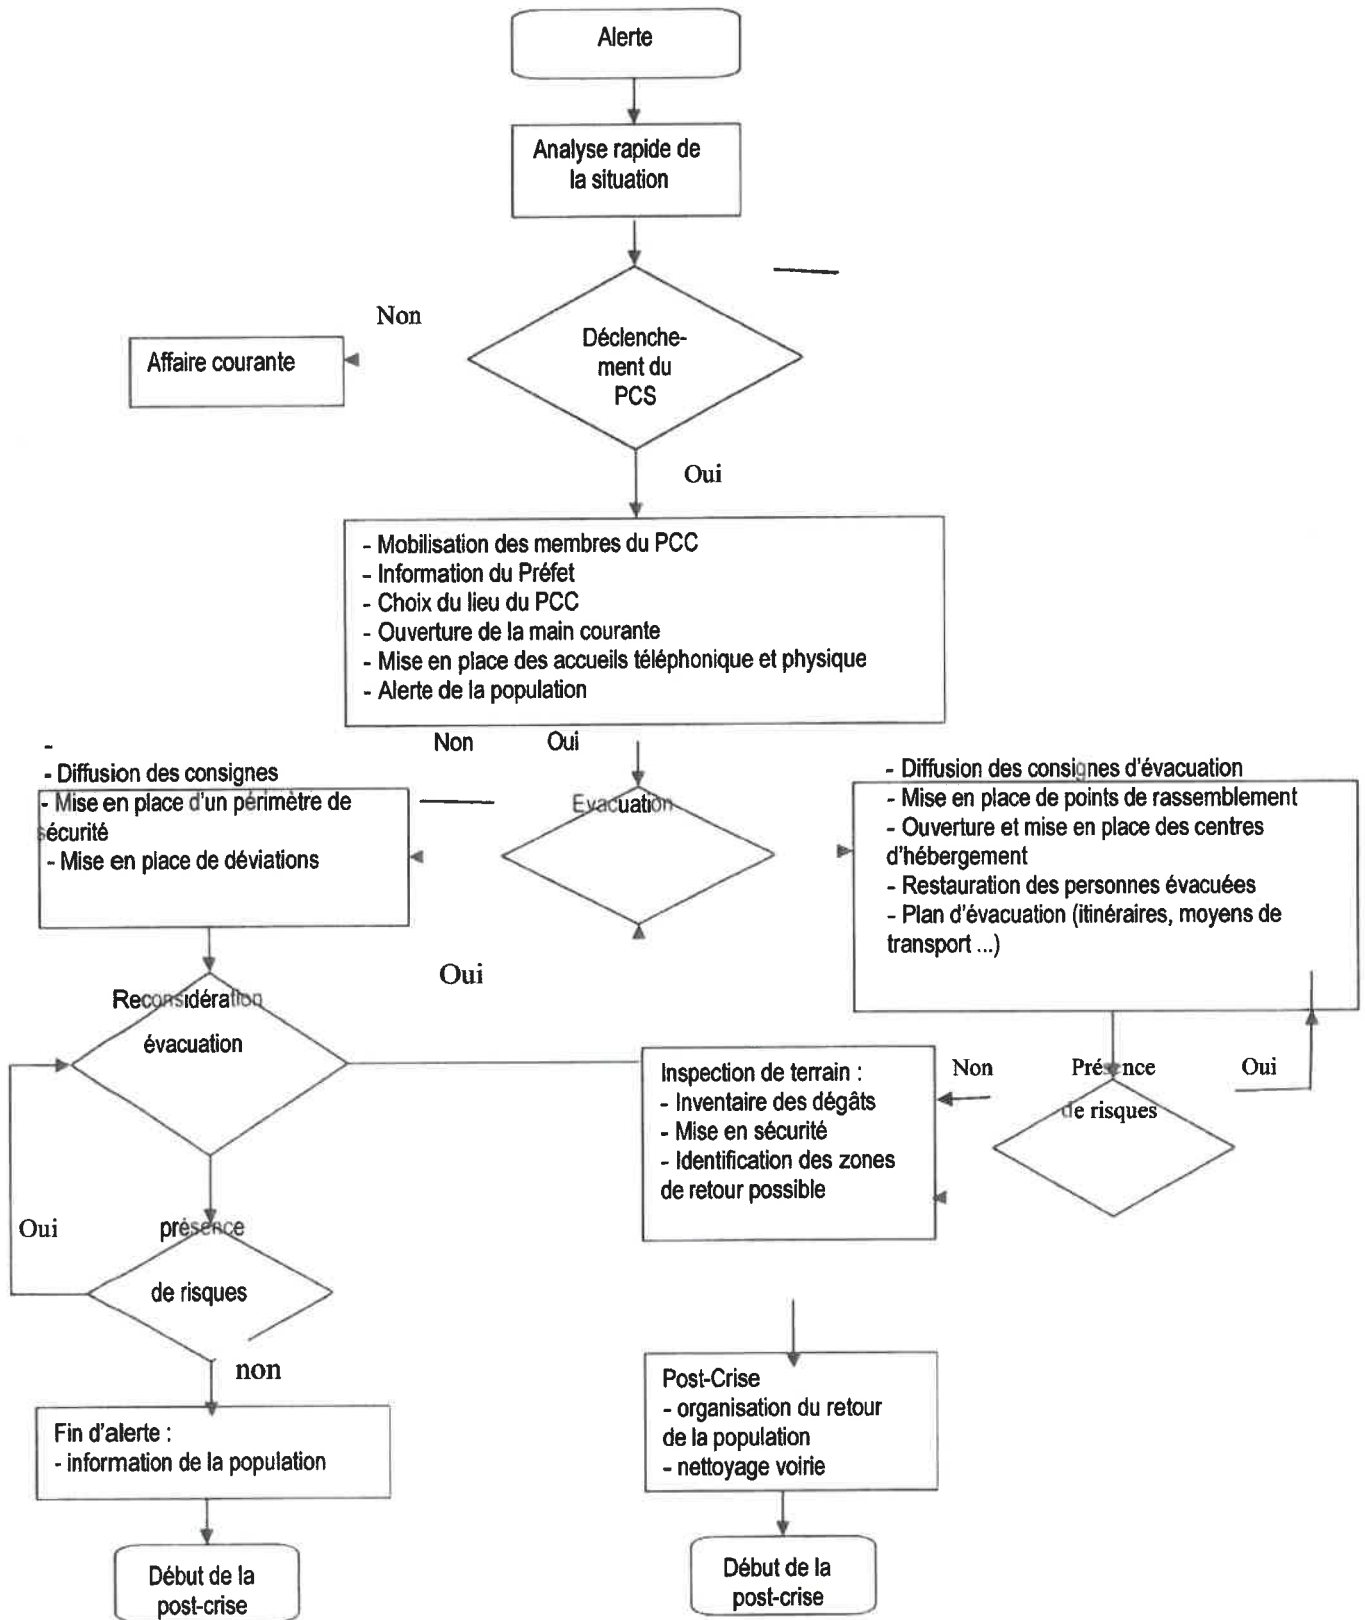 Alerte
Analyse rapide de
la situation
Non
Déclenche-
ment du
PCS
Affaire courante
Oui
- Mobilisation des membres du PCC
- Information du Préfet
- Choix du lieu du PCC
- Ouverture de la main courante
- Mise en place des accueils téléphonique et physique
- Alerte de la population
Non
Oui
-
- Diffusion des consignes
- Mise en place d'un périmètre de
sécurité
- Mise en place de déviations
Evacuation
- Diffusion des consignes d'évacuation
- Mise en place de points de rassemblement
- Ouverture et mise en place des centres
d'hébergement
- Restauration des personnes évacuées
- Plan d'évacuation (itinéraires, moyens de
transport ...)
Oui
Reconsidération
évacuation
Inspection de terrain :
- Inventaire des dégâts
- Mise en sécurité
- Identification des zones
de retour possible
Non
Présence
de risques
Oui
Oui
présence
de risques
non
Fin d'alerte :
- information de la population
Post-Crise
- organisation du retour
de la population
- nettoyage voirie
Début de la
post-crise
Début de la
post-crise